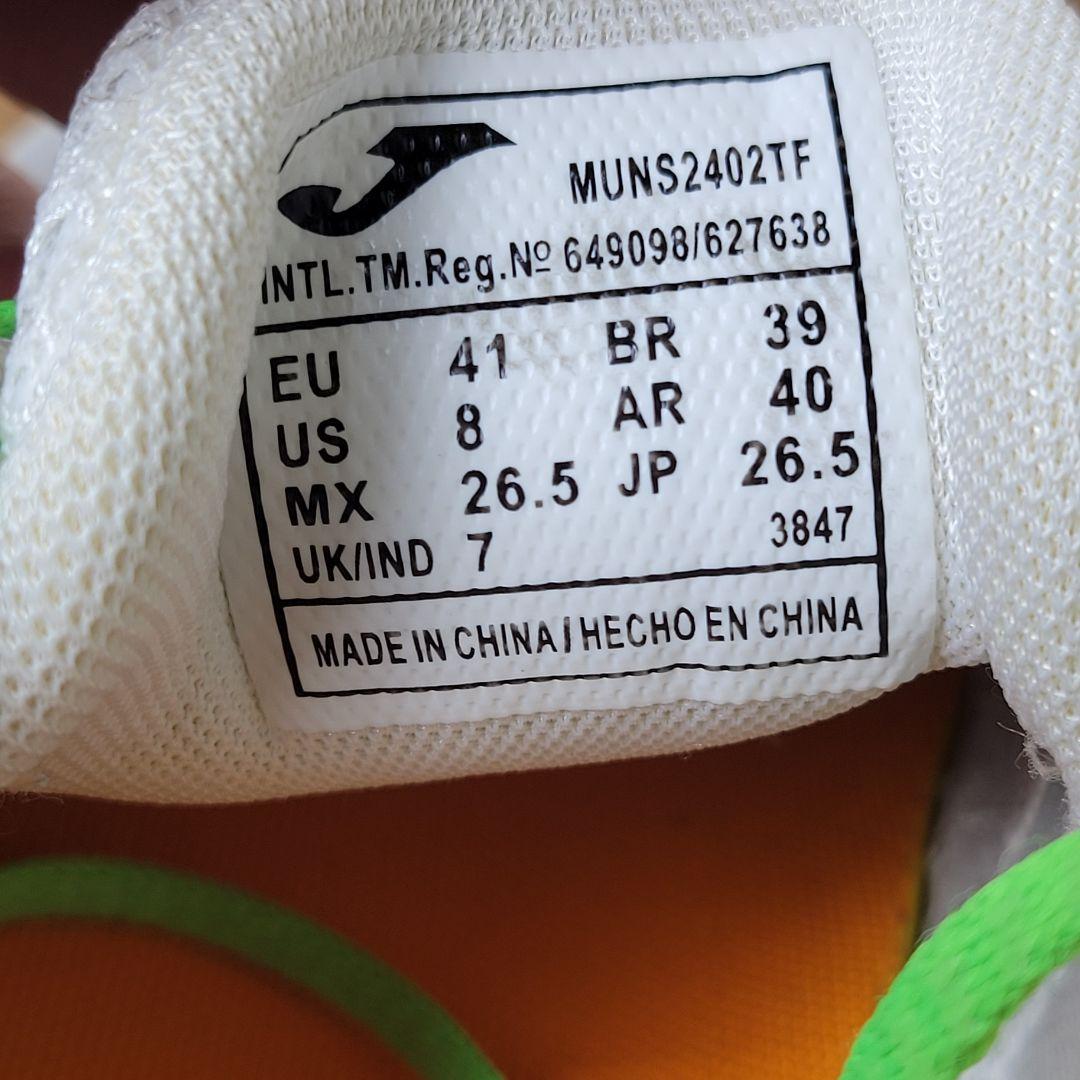 MUNS2402TF
INTL.TM.Reg.Nº 649098/627638
EU 41 BR 39
US 8 AR 40
MX 26.5 JP 26.5
UK/IND 7 3847
MADE IN CHINA/HECHO EN CHINA